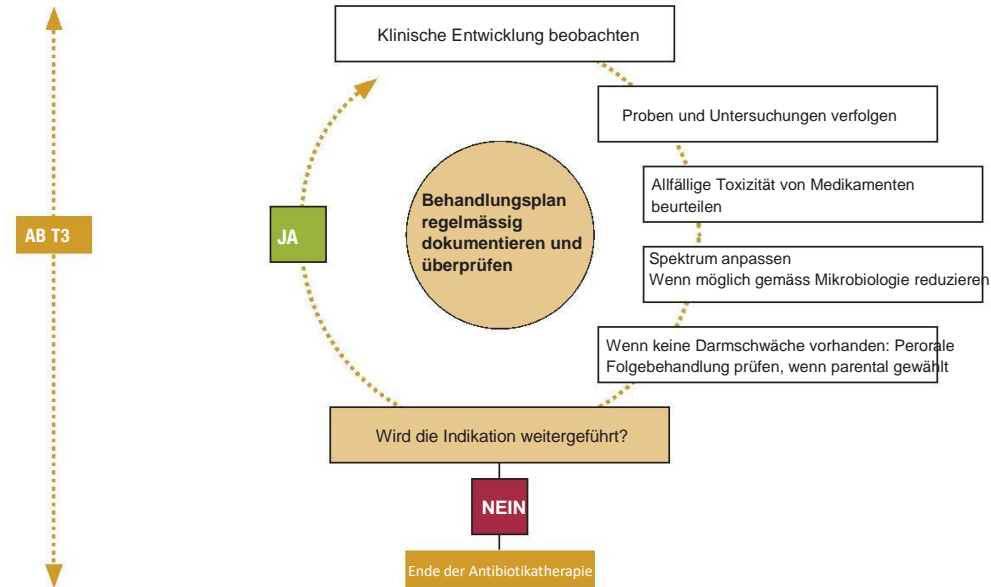 Klinische Entwicklung beobachten
Proben und Untersuchungen verfolgen
Allfällige Toxizität von Medikamenten
beurteilen
Spektrum anpassen
Wenn möglich gemäss Mikrobiologie reduzieren
Wenn keine Darmschwäche vorhanden: Perorale
Folgebehandlung prüfen, wenn parental gewählt
Behandlungsplan
regelmässig
dokumentieren und
überprüfen
AB T3
JA
Wird die Indikation weitergeführt?
NEIN
Ende der Antibiotikatherapie